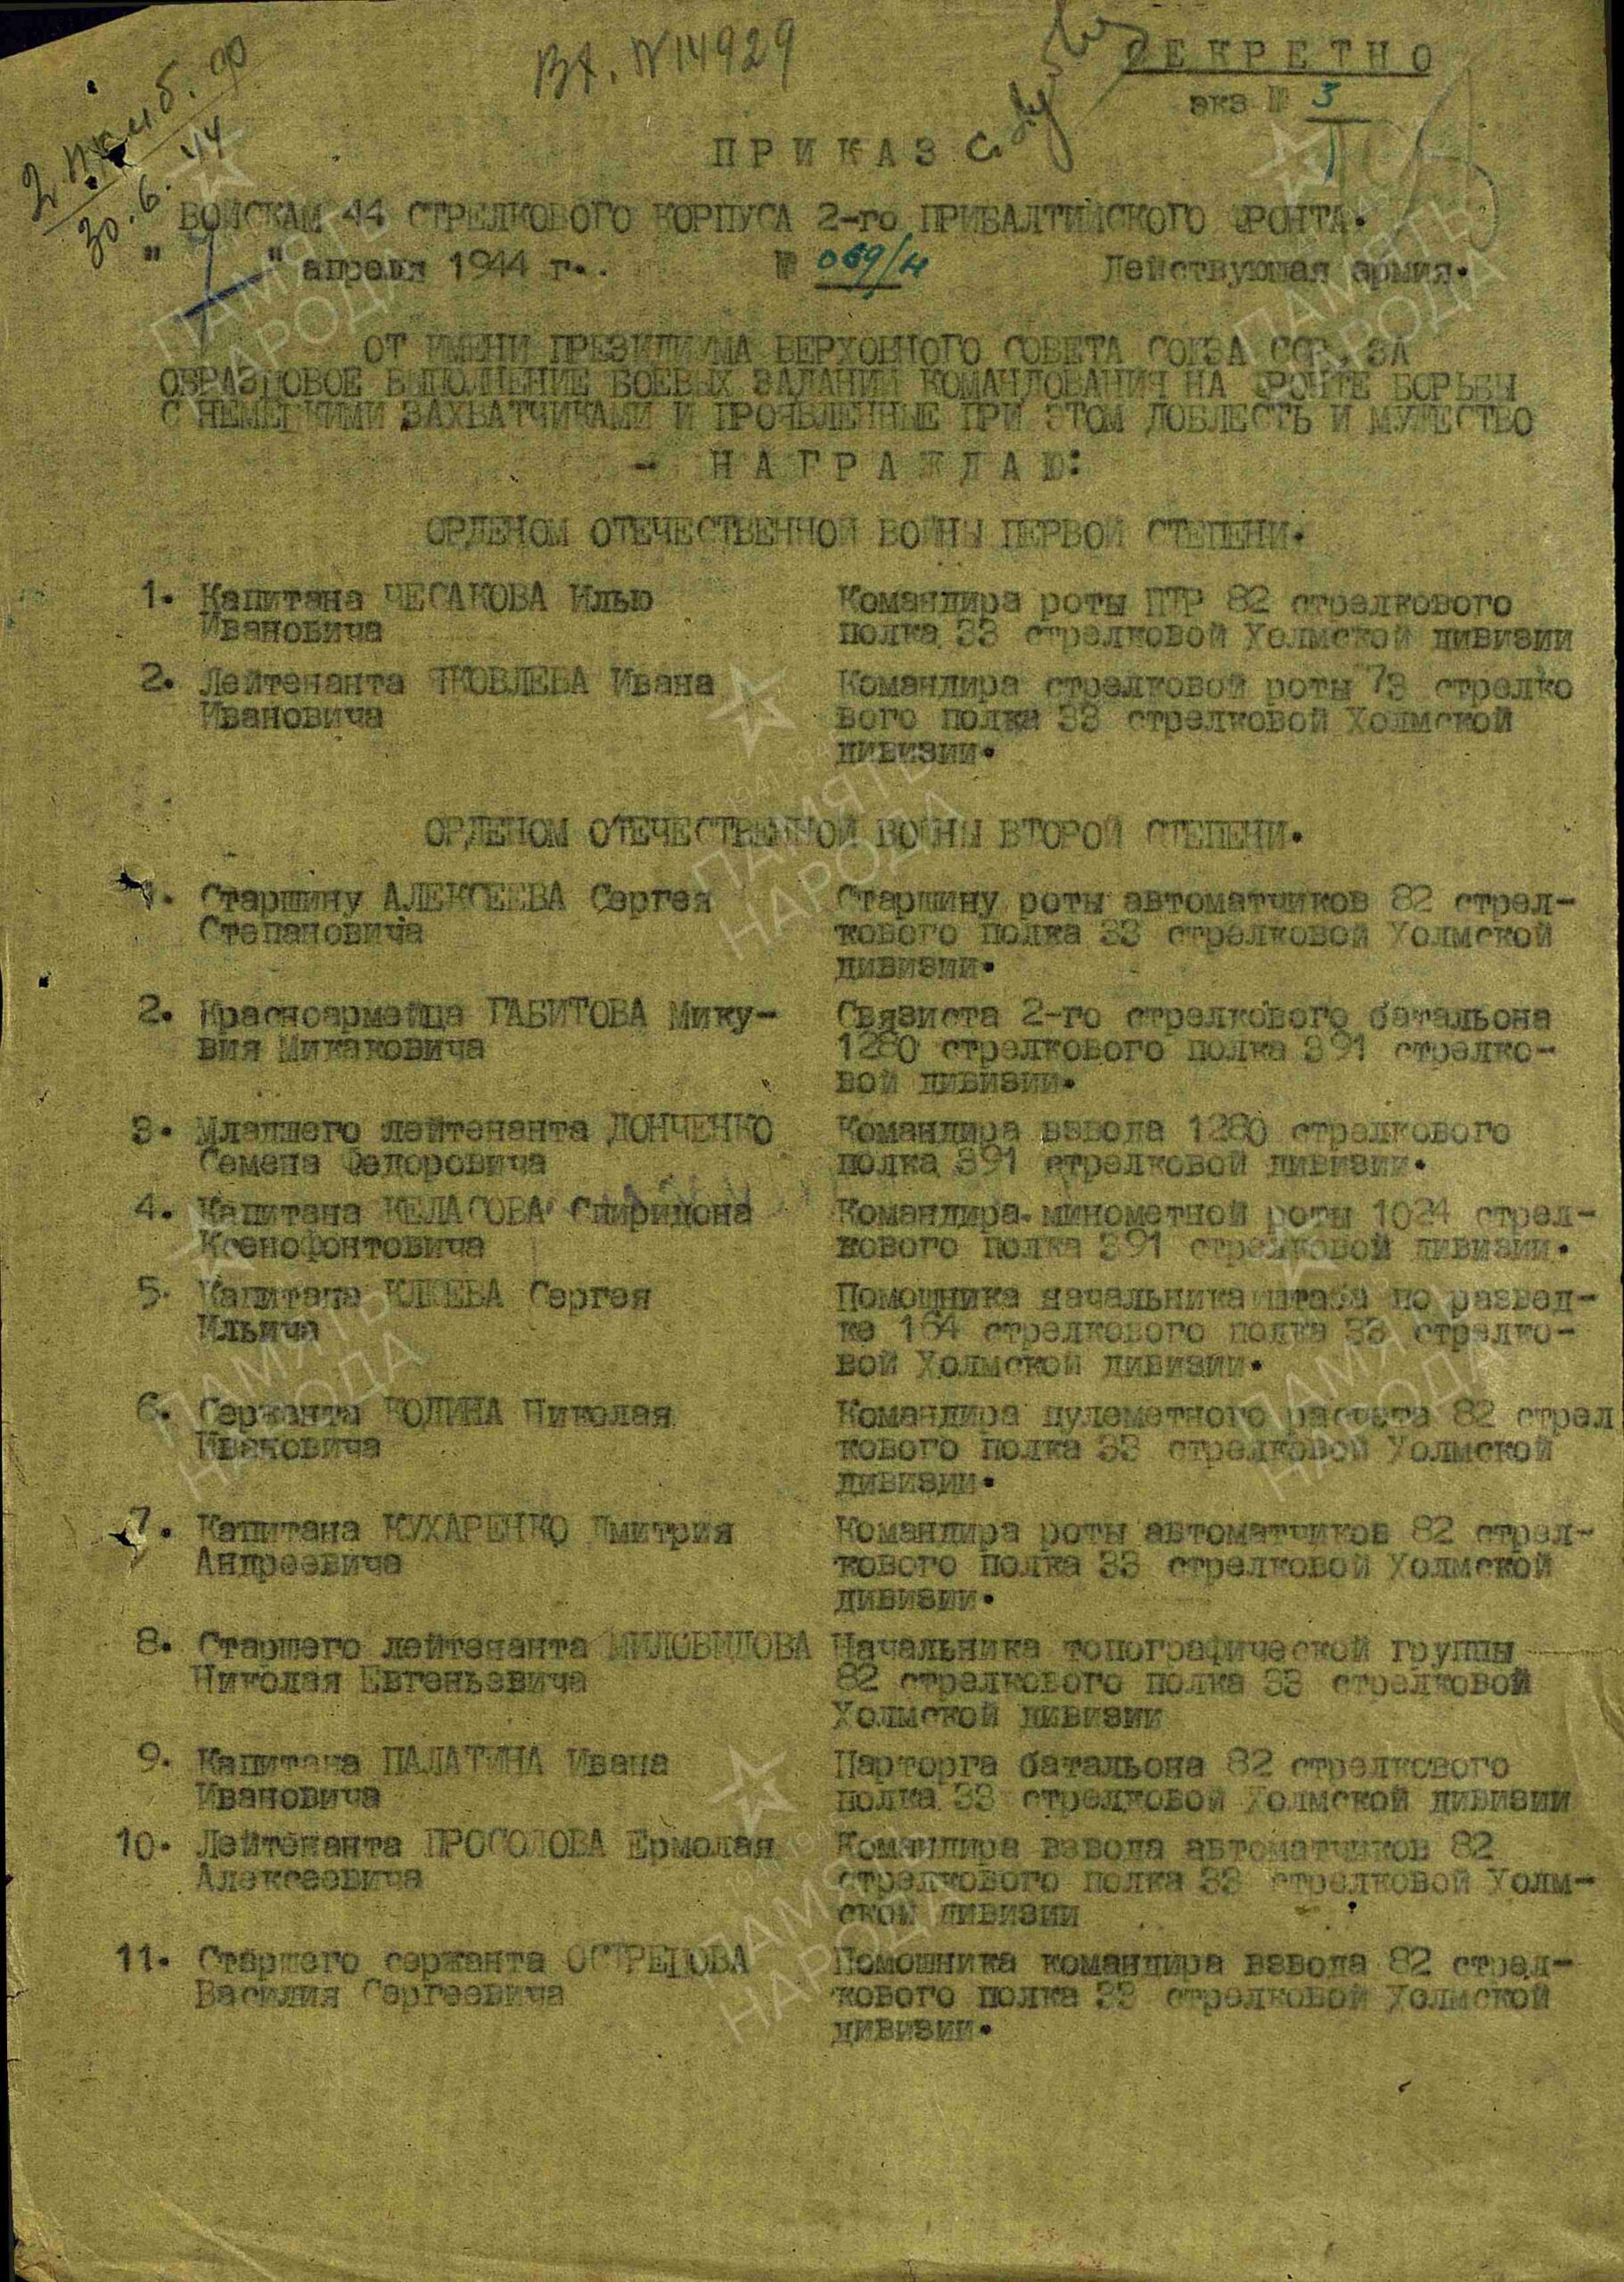 Вх. N 14929
СЕКРЕТНО
экз № 3
30.6.44
ПРИКАЗ
ВОЙСКАМ 44 СТРЕЛКОВОГО КОРПУСА 2-го ПРИБАЛТИЙСКОГО ФРОНТА.
"7" апреля 1944 г.. № 059/н Действующая армия.
ОТ ИМЕНИ ПРЕЗИДИУМА ВЕРХОВНОГО СОВЕТА СОЮЗА ССР, ЗА
ОБРАЗЦОВОЕ ВЫПОЛНЕНИЕ БОЕВЫХ ЗАДАНИЙ КОМАНДОВАНИЯ НА ФРОНТЕ БОРЬБЫ
С НЕМЕЦКИМИ ЗАХВАТЧИКАМИ И ПРОЯВЛЕННЫЕ ПРИ ЭТОМ ДОБЛЕСТЬ И МУЖЕСТВО
- НАГРАЖДАЮ:
ОРДЕНОМ ОТЕЧЕСТВЕННОЙ ВОЙНЫ ПЕРВОЙ СТЕПЕНИ.
1. Капитана ЧЕСАКОВА Илью Командира роты ПТР 82 стрелкового
Ивановича полка 33 стрелковой Холмской дивизии
2. Лейтенанта ЯКОВЛЕВА Ивана Командира стрелковой роты 73 стрелко
Ивановича вого полка 33 стрелковой Холмской
дивизии.
ОРДЕНОМ ОТЕЧЕСТВЕННОЙ ВОЙНЫ ВТОРОЙ СТЕПЕНИ.
1. Старшину АЛЕКСЕЕВА Сергея Старшину роты автоматчиков 82 стрел-
Степановича кового полка 33 стрелковой Холмской
дивизии.
2. Красноармейца ГАБИТОВА Мику- Связиста 2-го стрелкового батальона
вия Микаковича 1280 стрелкового полка 391 стрелко-
вой дивизии.
3. Младшего лейтенанта ДОНЧЕНКО Командира взвода 1280 стрелкового
Семена Федоровича полка 391 стрелковой дивизии.
4. Капитана КЕЛАСОВА Спиридона Командира минометной роты 1024 стрел-
Ксенофонтовича кового полка 391 стрелковой дивизии.
5. Капитана КЛЮЕВА Сергея Помощника начальника штаба по развед-
Ильича ке 164 стрелкового полка 33 стрелко-
вой Холмской дивизии.
6. Сержанта КОДИНА Николая Командира пулеметного расчета 82 стрел
Ивановича кового полка 33 стрелковой Холмской
дивизии.
7. Капитана КУХАРЕНКО Дмитрия Командира роты автоматчиков 82 стрел-
Андреевича кового полка 33 стрелковой Холмской
дивизии.
8. Старшего лейтенанта МИЛОВИДОВА Начальника топографической группы
Николая Евгеньевича 82 стрелкового полка 33 стрелковой
Холмской дивизии
9. Капитана ПАЛАТИНА Ивана Парторга батальона 82 стрелкового
Ивановича полка 33 стрелковой Холмской дивизии
10. Лейтенанта ПРОСОЛОВА Ермолая Командира взвода автоматчиков 82
Алексеевича стрелкового полка 33 стрелковой Холм-
ской дивизии
11. Старшего сержанта ОСТРЕЦОВА Помощника командира взвода 82 стрел-
Василия Сергеевича кового полка 33 стрелковой Холмской
дивизии.